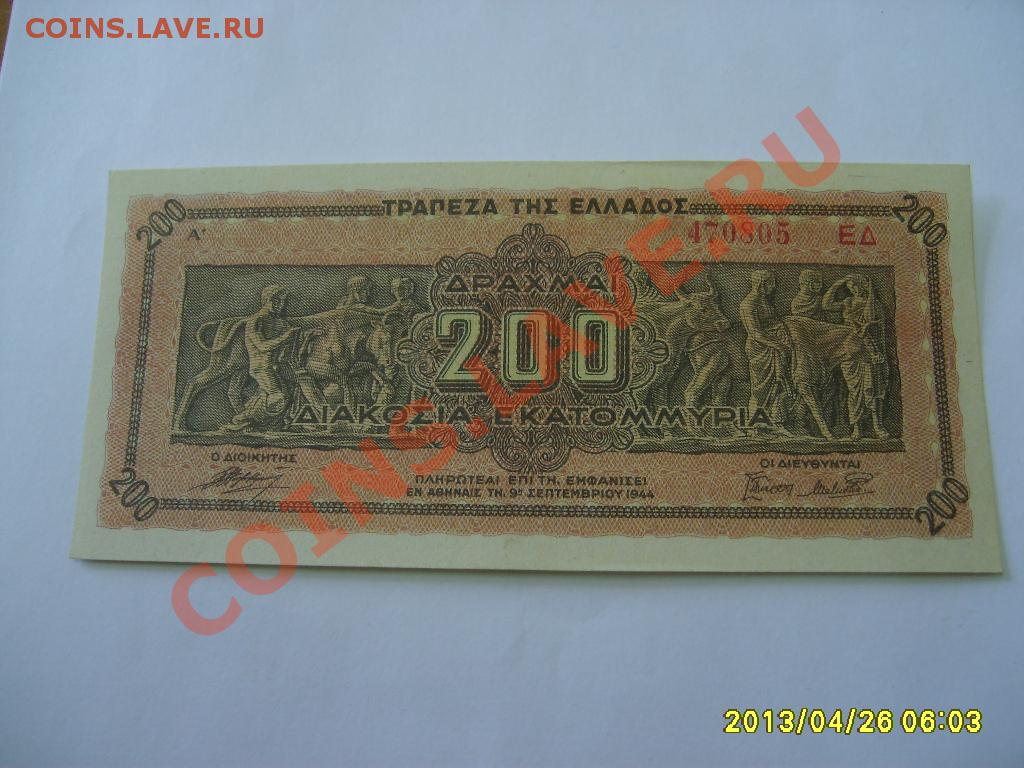 COINS.LAVE.RU
ΤΡΑΠΕΖΑ ΤΗΣ ΕΛΛΑΔΟΣ
200
200
Α'
470805 ΕΔ
ΔΡΑΧΜΑΙ
200
ΔΙΑΚΟΣΙΑ ΕΚΑΤΟΜΜΥΡΙΑ
Ο ΔΙΟΙΚΗΤΗΣ
ΟΙ ΔΙΕΥΘΥΝΤΑΙ
ΠΛΗΡΩΤΕΑΙ ΕΠΙ ΤΗ, ΕΜΦΑΝΙΣΕΙ
ΕΝ ΑΘΗΝΑΙΣ ΤΗ, 9ῃ ΣΕΠΤΕΜΒΡΙΟΥ 1944
200
200
COINS.LAVE.RU
2013/04/26 06:03